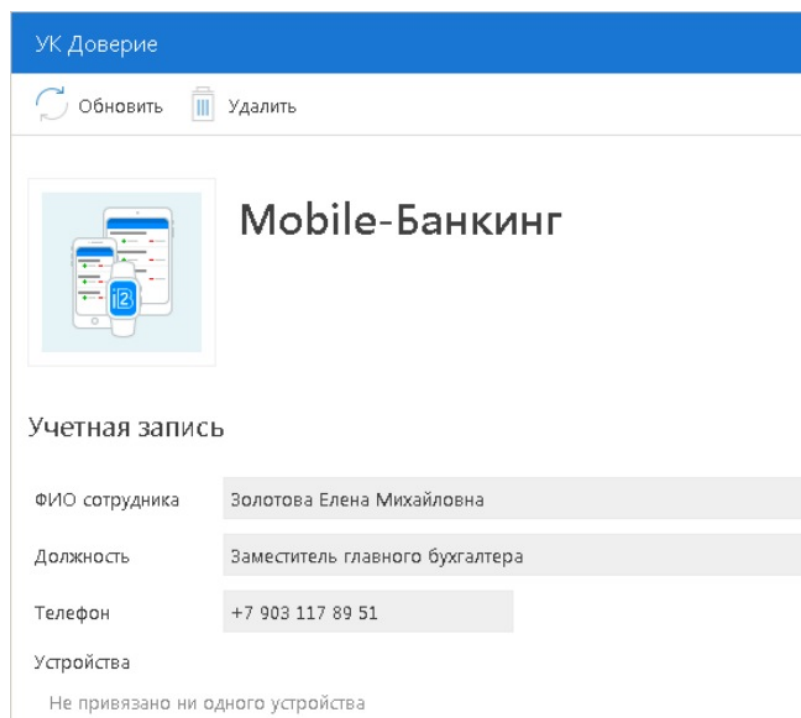 УК Доверие
Обновить Удалить
Mobile-Банкинг
iB2
Учетная запись
ФИО сотрудника Золотова Елена Михайловна
Должность Заместитель главного бухгалтера
Телефон +7 903 117 89 51
Устройства
Не привязано ни одного устройства